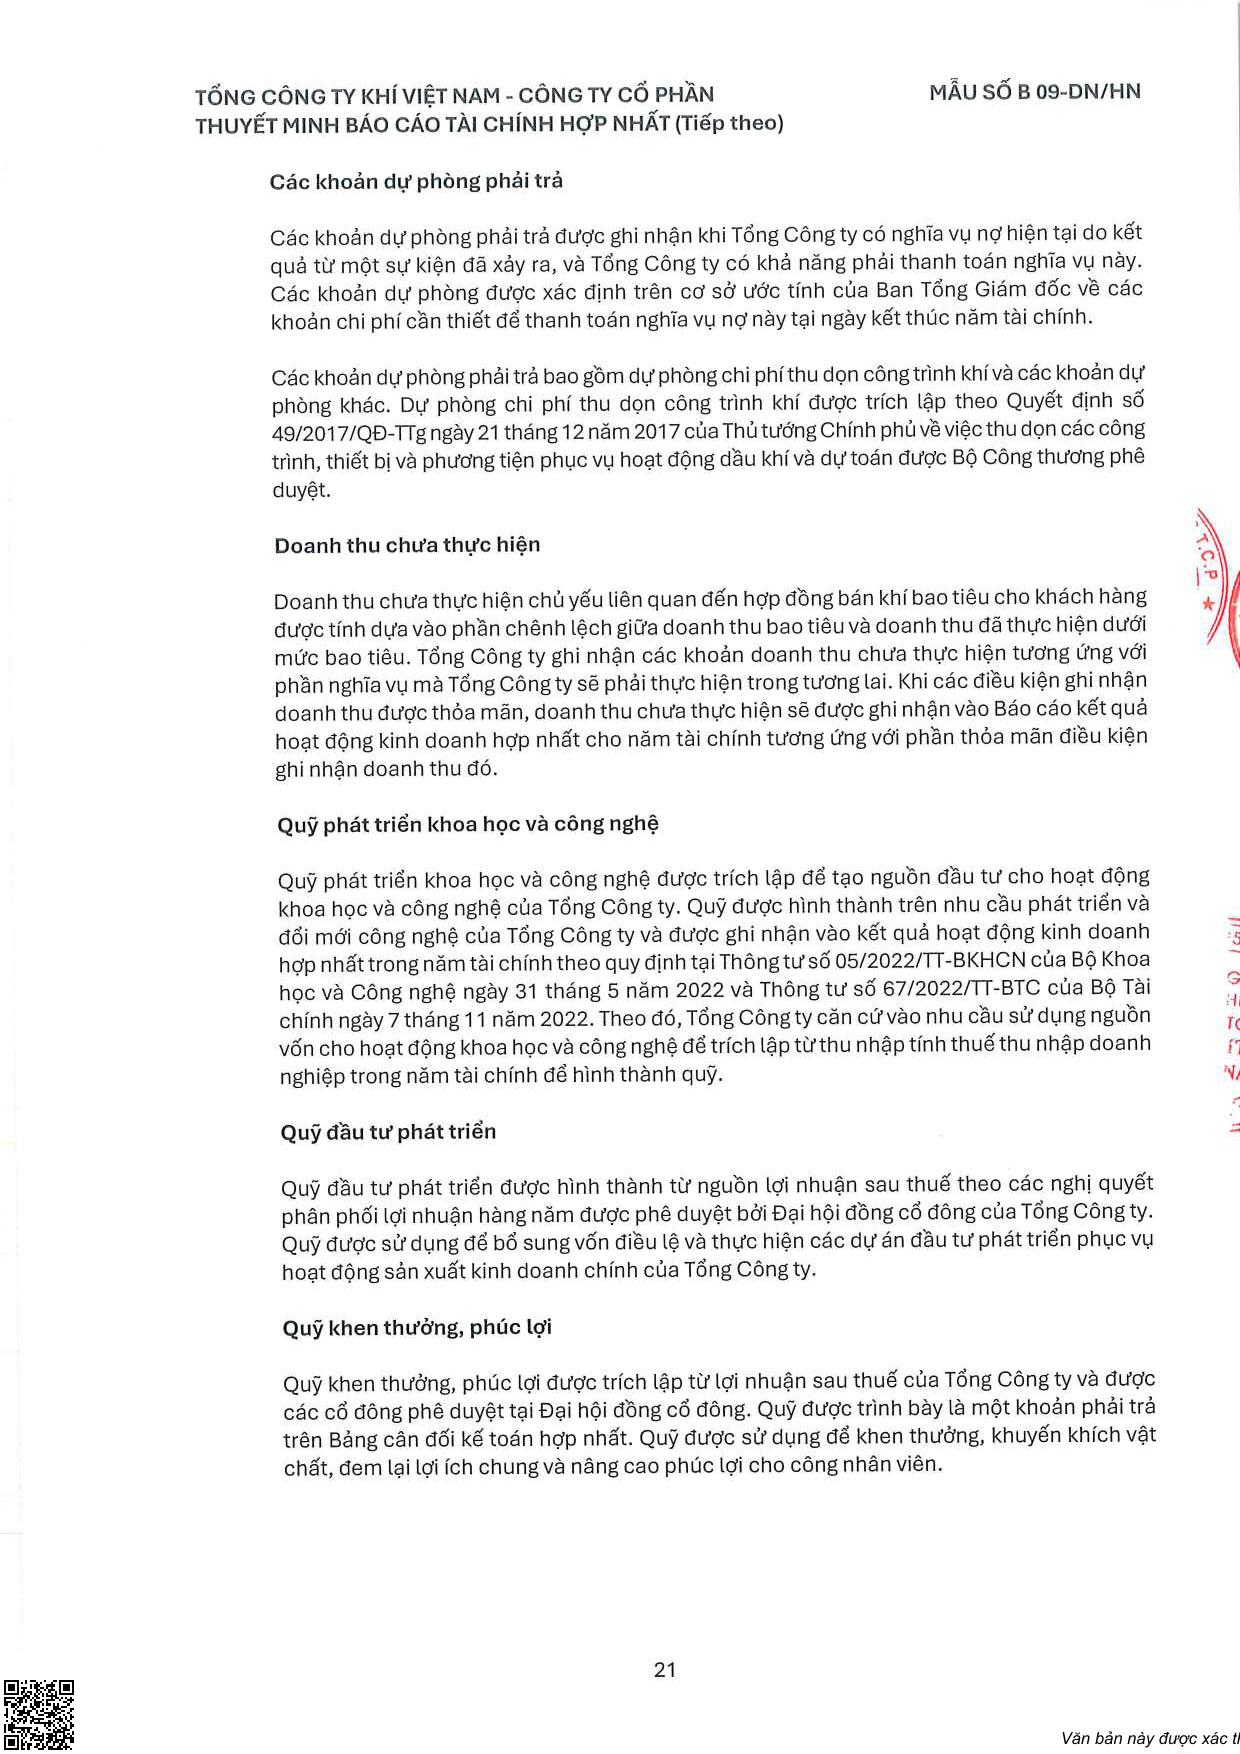 TỔNG CÔNG TY KHÍ VIỆT NAM - CÔNG TY CỔ PHẦN
MẪU SỐ B 09-DN/HN
THUYẾT MINH BÁO CÁO TÀI CHÍNH HỢP NHẤT (Tiếp theo)
Các khoản dự phòng phải trả
Các khoản dự phòng phải trả được ghi nhận khi Tổng Công ty có nghĩa vụ nợ hiện tại do kết
quả từ một sự kiện đã xảy ra, và Tổng Công ty có khả năng phải thanh toán nghĩa vụ này.
Các khoản dự phòng được xác định trên cơ sở ước tính của Ban Tổng Giám đốc về các
khoản chi phí cần thiết để thanh toán nghĩa vụ nợ này tại ngày kết thúc năm tài chính.
Các khoản dự phòng phải trả bao gồm dự phòng chi phí thu dọn công trình khí và các khoản dự
phòng khác. Dự phòng chi phí thu dọn công trình khí được trích lập theo Quyết định số
49/2017/QĐ-TTg ngày 21 tháng 12 năm 2017 của Thủ tướng Chính phủ về việc thu dọn các công
trình, thiết bị và phương tiện phục vụ hoạt động dầu khí và dự toán được Bộ Công thương phê
duyệt.
Doanh thu chưa thực hiện
Doanh thu chưa thực hiện chủ yếu liên quan đến hợp đồng bán khí bao tiêu cho khách hàng
được tính dựa vào phần chênh lệch giữa doanh thu bao tiêu và doanh thu đã thực hiện dưới
mức bao tiêu. Tổng Công ty ghi nhận các khoản doanh thu chưa thực hiện tương ứng với
phần nghĩa vụ mà Tổng Công ty sẽ phải thực hiện trong tương lai. Khi các điều kiện ghi nhận
doanh thu được thỏa mãn, doanh thu chưa thực hiện sẽ được ghi nhận vào Báo cáo kết quả
hoạt động kinh doanh hợp nhất cho năm tài chính tương ứng với phần thỏa mãn điều kiện
ghi nhận doanh thu đó.
Quỹ phát triển khoa học và công nghệ
Quỹ phát triển khoa học và công nghệ được trích lập để tạo nguồn đầu tư cho hoạt động
khoa học và công nghệ của Tổng Công ty. Quỹ được hình thành trên nhu cầu phát triển và
đổi mới công nghệ của Tổng Công ty và được ghi nhận vào kết quả hoạt động kinh doanh
hợp nhất trong năm tài chính theo quy định tại Thông tư số 05/2022/TT-BKHCN của Bộ Khoa
học và Công nghệ ngày 31 tháng 5 năm 2022 và Thông tư số 67/2022/TT-BTC của Bộ Tài
chính ngày 7 tháng 11 năm 2022. Theo đó, Tổng Công ty căn cứ vào nhu cầu sử dụng nguồn
vốn cho hoạt động khoa học và công nghệ để trích lập từ thu nhập tính thuế thu nhập doanh
nghiệp trong năm tài chính để hình thành quỹ.
Quỹ đầu tư phát triển
Quỹ đầu tư phát triển được hình thành từ nguồn lợi nhuận sau thuế theo các nghị quyết
phân phối lợi nhuận hàng năm được phê duyệt bởi Đại hội đồng cổ đông của Tổng Công ty.
Quỹ được sử dụng để bổ sung vốn điều lệ và thực hiện các dự án đầu tư phát triển phục vụ
hoạt động sản xuất kinh doanh chính của Tổng Công ty.
Quỹ khen thưởng, phúc lợi
Quỹ khen thưởng, phúc lợi được trích lập từ lợi nhuận sau thuế của Tổng Công ty và được
các cổ đông phê duyệt tại Đại hội đồng cổ đông. Quỹ được trình bày là một khoản phải trả
trên Bảng cân đối kế toán hợp nhất. Quỹ được sử dụng để khen thưởng, khuyến khích vật
chất, đem lại lợi ích chung và nâng cao phúc lợi cho công nhân viên.
T.C.P
21
Văn bản này được xác